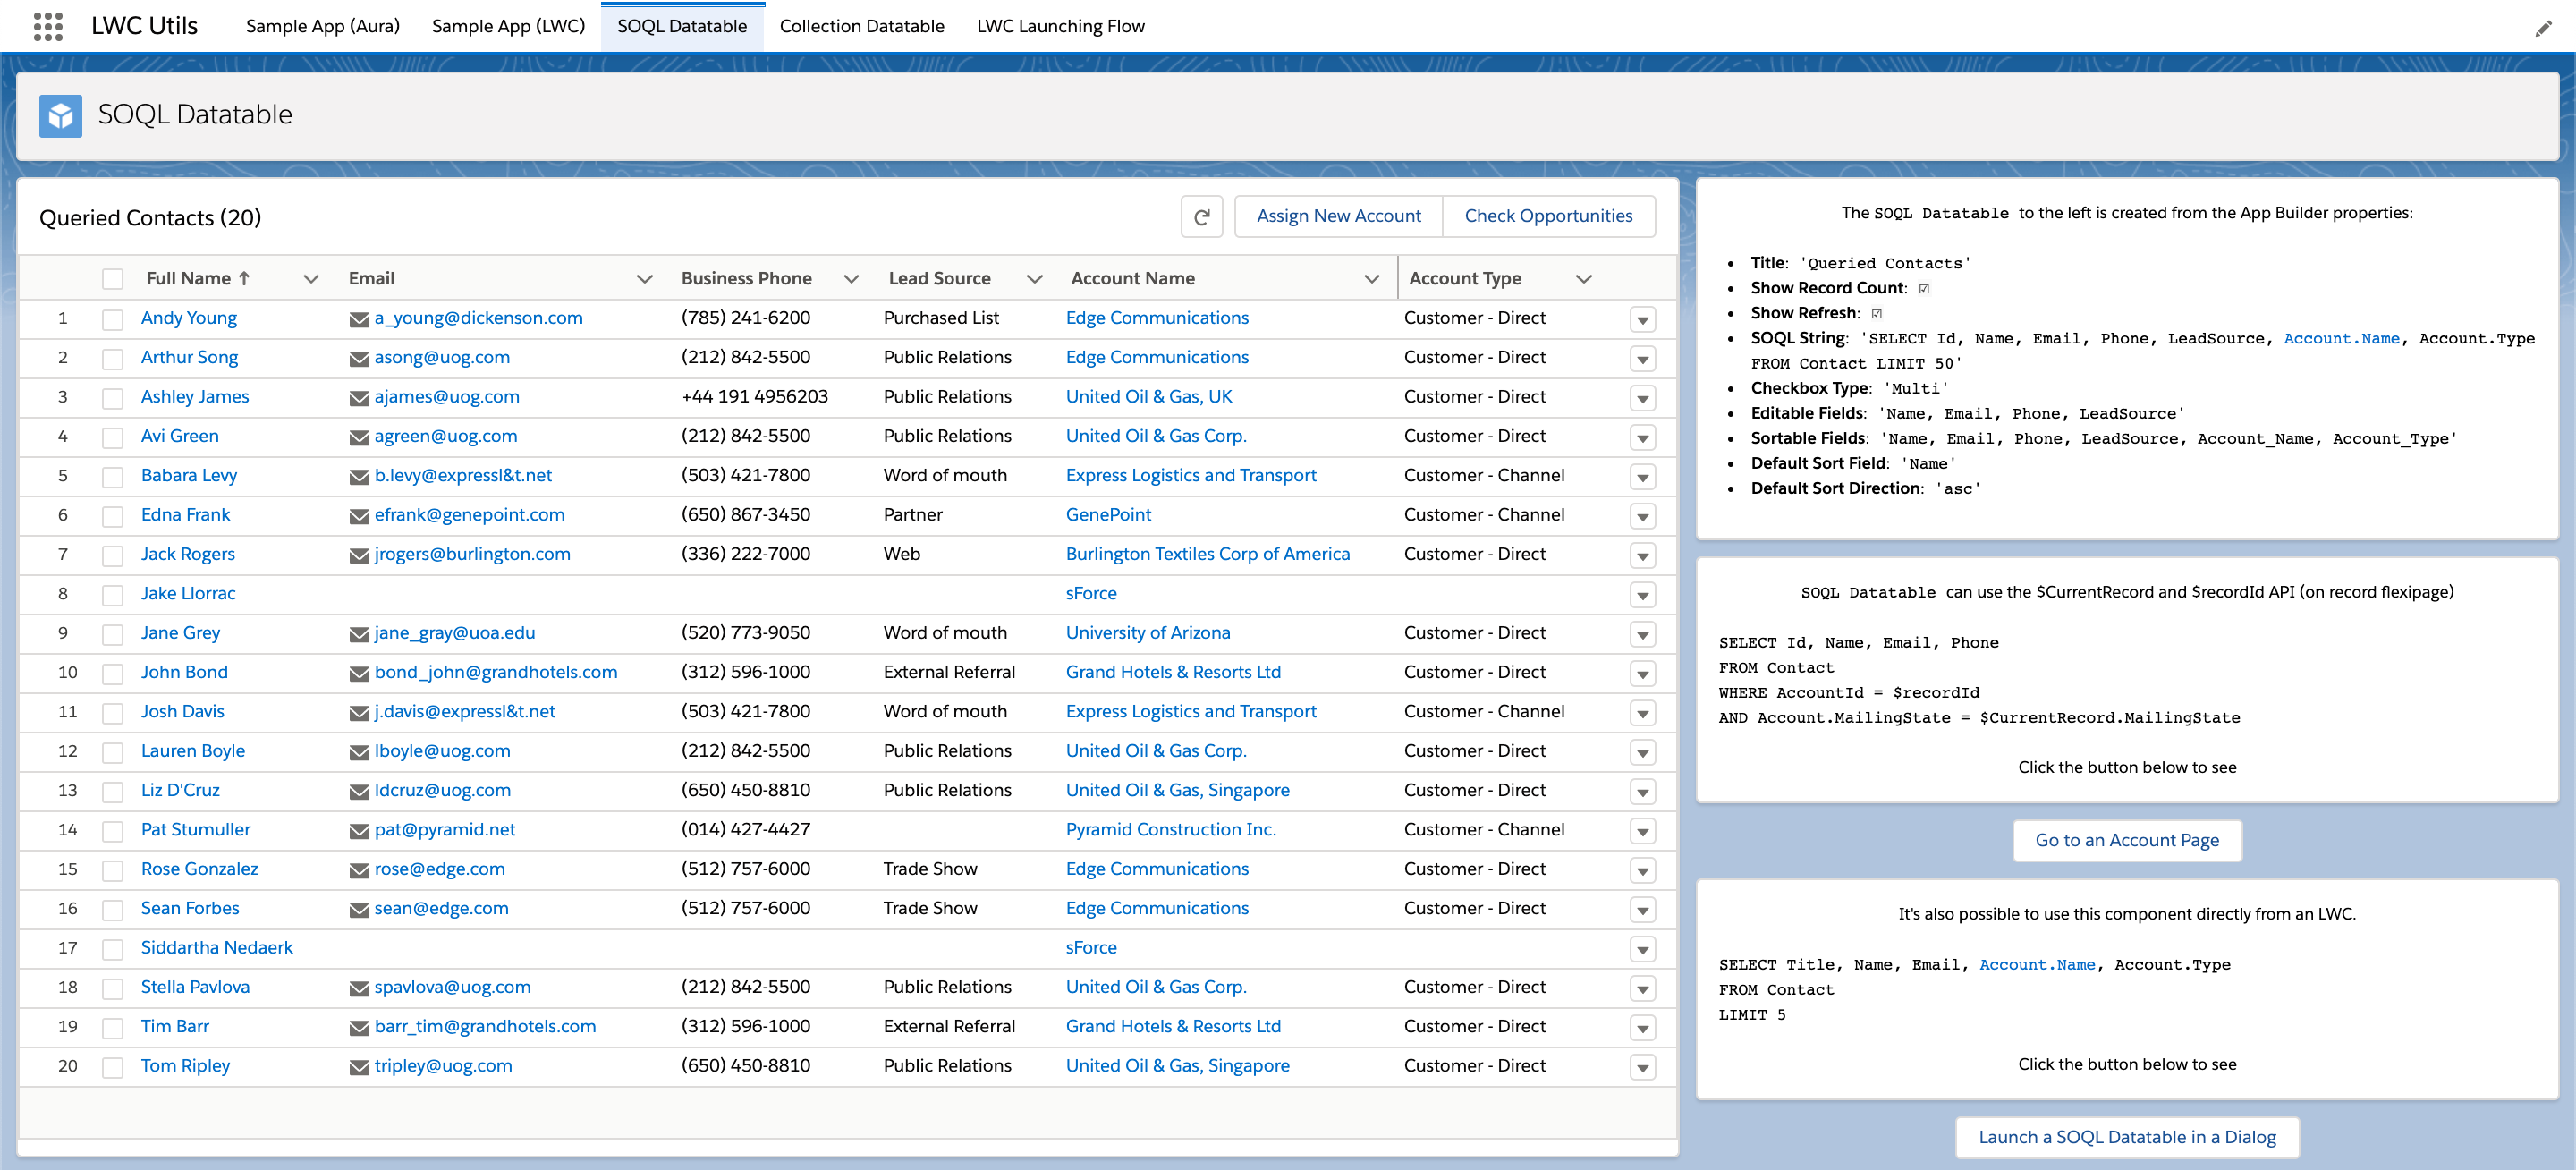 LWC Utils Sample App (Aura) Sample App (LWC) SOQL Datatable Collection Datatable LWC Launching Flow
SOQL Datatable
Queried Contacts (20) Assign New Account Check Opportunities
Full Name ↑ Email Business Phone Lead Source Account Name Account Type
1 Andy Young a_young@dickenson.com (785) 241-6200 Purchased List Edge Communications Customer - Direct
2 Arthur Song asong@uog.com (212) 842-5500 Public Relations Edge Communications Customer - Direct
3 Ashley James ajames@uog.com +44 191 4956203 Public Relations United Oil & Gas, UK Customer - Direct
4 Avi Green agreen@uog.com (212) 842-5500 Public Relations United Oil & Gas Corp. Customer - Direct
5 Babara Levy b.levy@expressl&t.net (503) 421-7800 Word of mouth Express Logistics and Transport Customer - Channel
6 Edna Frank efrank@genepoint.com (650) 867-3450 Partner GenePoint Customer - Channel
7 Jack Rogers jrogers@burlington.com (336) 222-7000 Web Burlington Textiles Corp of America Customer - Direct
8 Jake Llorrac sForce
9 Jane Grey jane_gray@uoa.edu (520) 773-9050 Word of mouth University of Arizona Customer - Direct
10 John Bond bond_john@grandhotels.com (312) 596-1000 External Referral Grand Hotels & Resorts Ltd Customer - Direct
11 Josh Davis j.davis@expressl&t.net (503) 421-7800 Word of mouth Express Logistics and Transport Customer - Channel
12 Lauren Boyle lboyle@uog.com (212) 842-5500 Public Relations United Oil & Gas Corp. Customer - Direct
13 Liz D'Cruz ldcruz@uog.com (650) 450-8810 Public Relations United Oil & Gas, Singapore Customer - Direct
14 Pat Stumuller pat@pyramid.net (014) 427-4427 Pyramid Construction Inc. Customer - Channel
15 Rose Gonzalez rose@edge.com (512) 757-6000 Trade Show Edge Communications Customer - Direct
16 Sean Forbes sean@edge.com (512) 757-6000 Trade Show Edge Communications Customer - Direct
17 Siddartha Nedaerk sForce
18 Stella Pavlova spavlova@uog.com (212) 842-5500 Public Relations United Oil & Gas Corp. Customer - Direct
19 Tim Barr barr_tim@grandhotels.com (312) 596-1000 External Referral Grand Hotels & Resorts Ltd Customer - Direct
20 Tom Ripley tripley@uog.com (650) 450-8810 Public Relations United Oil & Gas, Singapore Customer - Direct
The SOQL Datatable to the left is created from the App Builder properties:
• Title: 'Queried Contacts'
• Show Record Count: ☑
• Show Refresh: ☑
• SOQL String: 'SELECT Id, Name, Email, Phone, LeadSource, Account.Name, Account.Type
FROM Contact LIMIT 50'
• Checkbox Type: 'Multi'
• Editable Fields: 'Name, Email, Phone, LeadSource'
• Sortable Fields: 'Name, Email, Phone, LeadSource, Account_Name, Account_Type'
• Default Sort Field: 'Name'
• Default Sort Direction: 'asc'
SOQL Datatable can use the $CurrentRecord and $recordId API (on record flexipage)
SELECT Id, Name, Email, Phone
FROM Contact
WHERE AccountId = $recordId
AND Account.MailingState = $CurrentRecord.MailingState
Click the button below to see
Go to an Account Page
It's also possible to use this component directly from an LWC.
SELECT Title, Name, Email, Account.Name, Account.Type
FROM Contact
LIMIT 5
Click the button below to see
Launch a SOQL Datatable in a Dialog